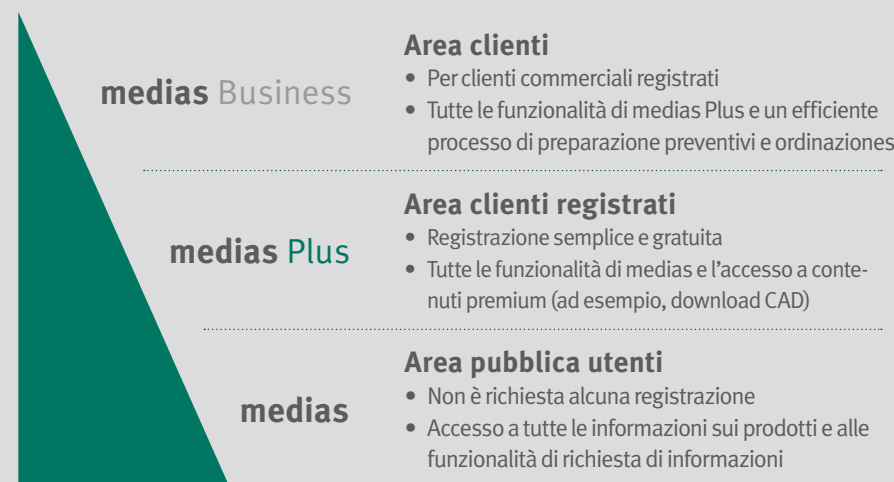 medias Business
Area clienti
• Per clienti commerciali registrati
• Tutte le funzionalità di medias Plus e un efficiente
processo di preparazione preventivi e ordinaziones
medias Plus
Area clienti registrati
• Registrazione semplice e gratuita
• Tutte le funzionalità di medias e l’accesso a conte-
nuti premium (ad esempio, download CAD)
medias
Area pubblica utenti
• Non è richiesta alcuna registrazione
• Accesso a tutte le informazioni sui prodotti e alle
funzionalità di richiesta di informazioni